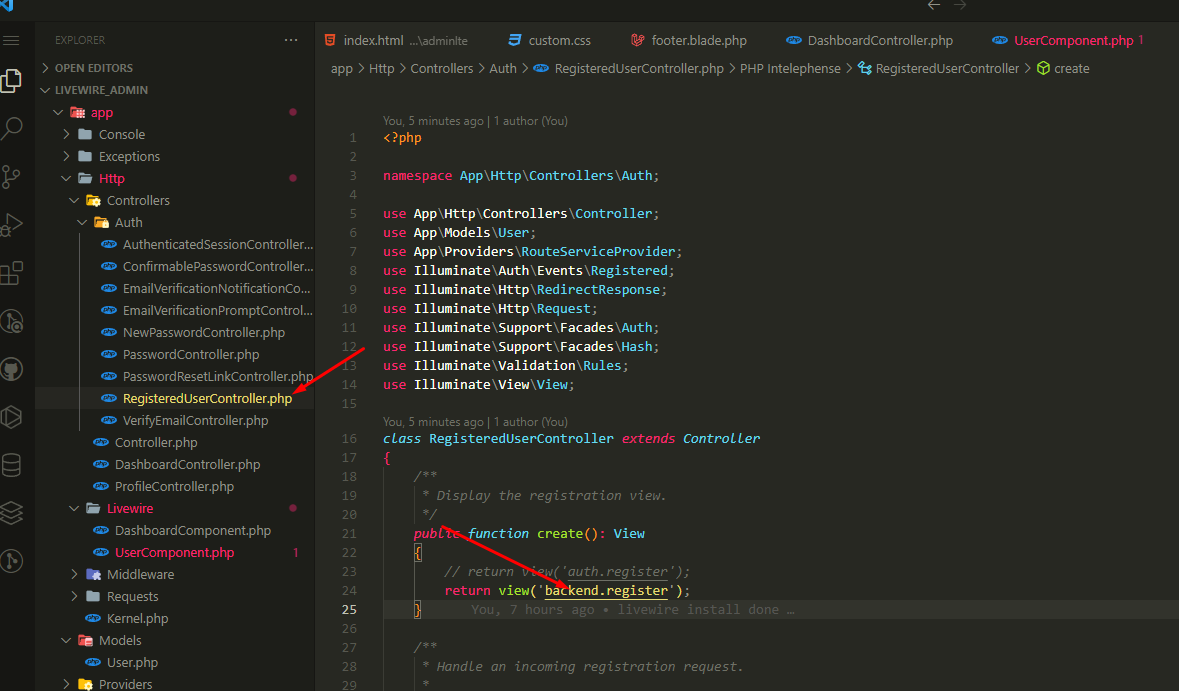 EXPLORER
OPEN EDITORS
LIVEWIRE_ADMIN
app
Console
Exceptions
Http
Controllers
Auth
AuthenticatedSessionController...
ConfirmablePasswordController...
EmailVerificationNotificationCo...
EmailVerificationPromptControl...
NewPasswordController.php
PasswordController.php
PasswordResetLinkController.php
RegisteredUserController.php
VerifyEmailController.php
Controller.php
DashboardController.php
ProfileController.php
Livewire
DashboardComponent.php
UserComponent.php 1
Middleware
Requests
Kernel.php
Models
User.php
Providers
index.html ...\adminlte custom.css footer.blade.php DashboardController.php UserComponent.php 1
app > Http > Controllers > Auth > RegisteredUserController.php > PHP Intelephense > RegisteredUserController > create
You, 5 minutes ago | 1 author (You)
1 <?php
2
3 namespace App\Http\Controllers\Auth;
4
5 use App\Http\Controllers\Controller;
6 use App\Models\User;
7 use App\Providers\RouteServiceProvider;
8 use Illuminate\Auth\Events\Registered;
9 use Illuminate\Http\RedirectResponse;
10 use Illuminate\Http\Request;
11 use Illuminate\Support\Facades\Auth;
12 use Illuminate\Support\Facades\Hash;
13 use Illuminate\Validation\Rules;
14 use Illuminate\View\View;
15
You, 5 minutes ago | 1 author (You)
16 class RegisteredUserController extends Controller
17 {
18 /**
19 * Display the registration view.
20 */
21 public function create(): View
22 {
23 // return view('auth.register');
24 return view('backend.register');
25 } You, 7 hours ago • livewire install done …
26
27 /**
28 * Handle an incoming registration request.
29 *